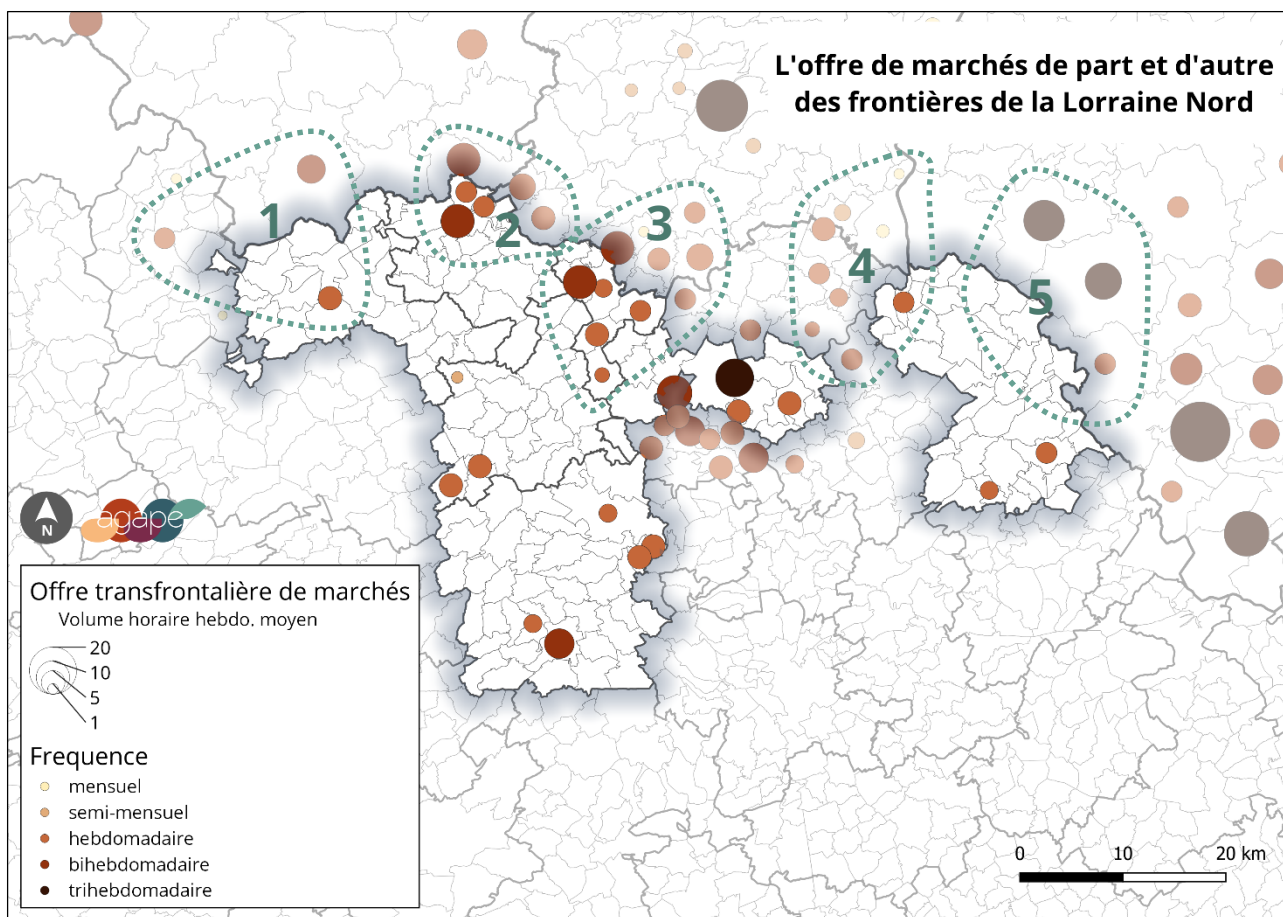 L'offre de marchés de part et d'autre
des frontières de la Lorraine Nord
1
2
3
4
5
N
agape
Offre transfrontalière de marchés
Volume horaire hebdo. moyen
20
10
5
1
Frequence
mensuel
semi-mensuel
hebdomadaire
bihebdomadaire
trihebdomadaire
0 10 20 km